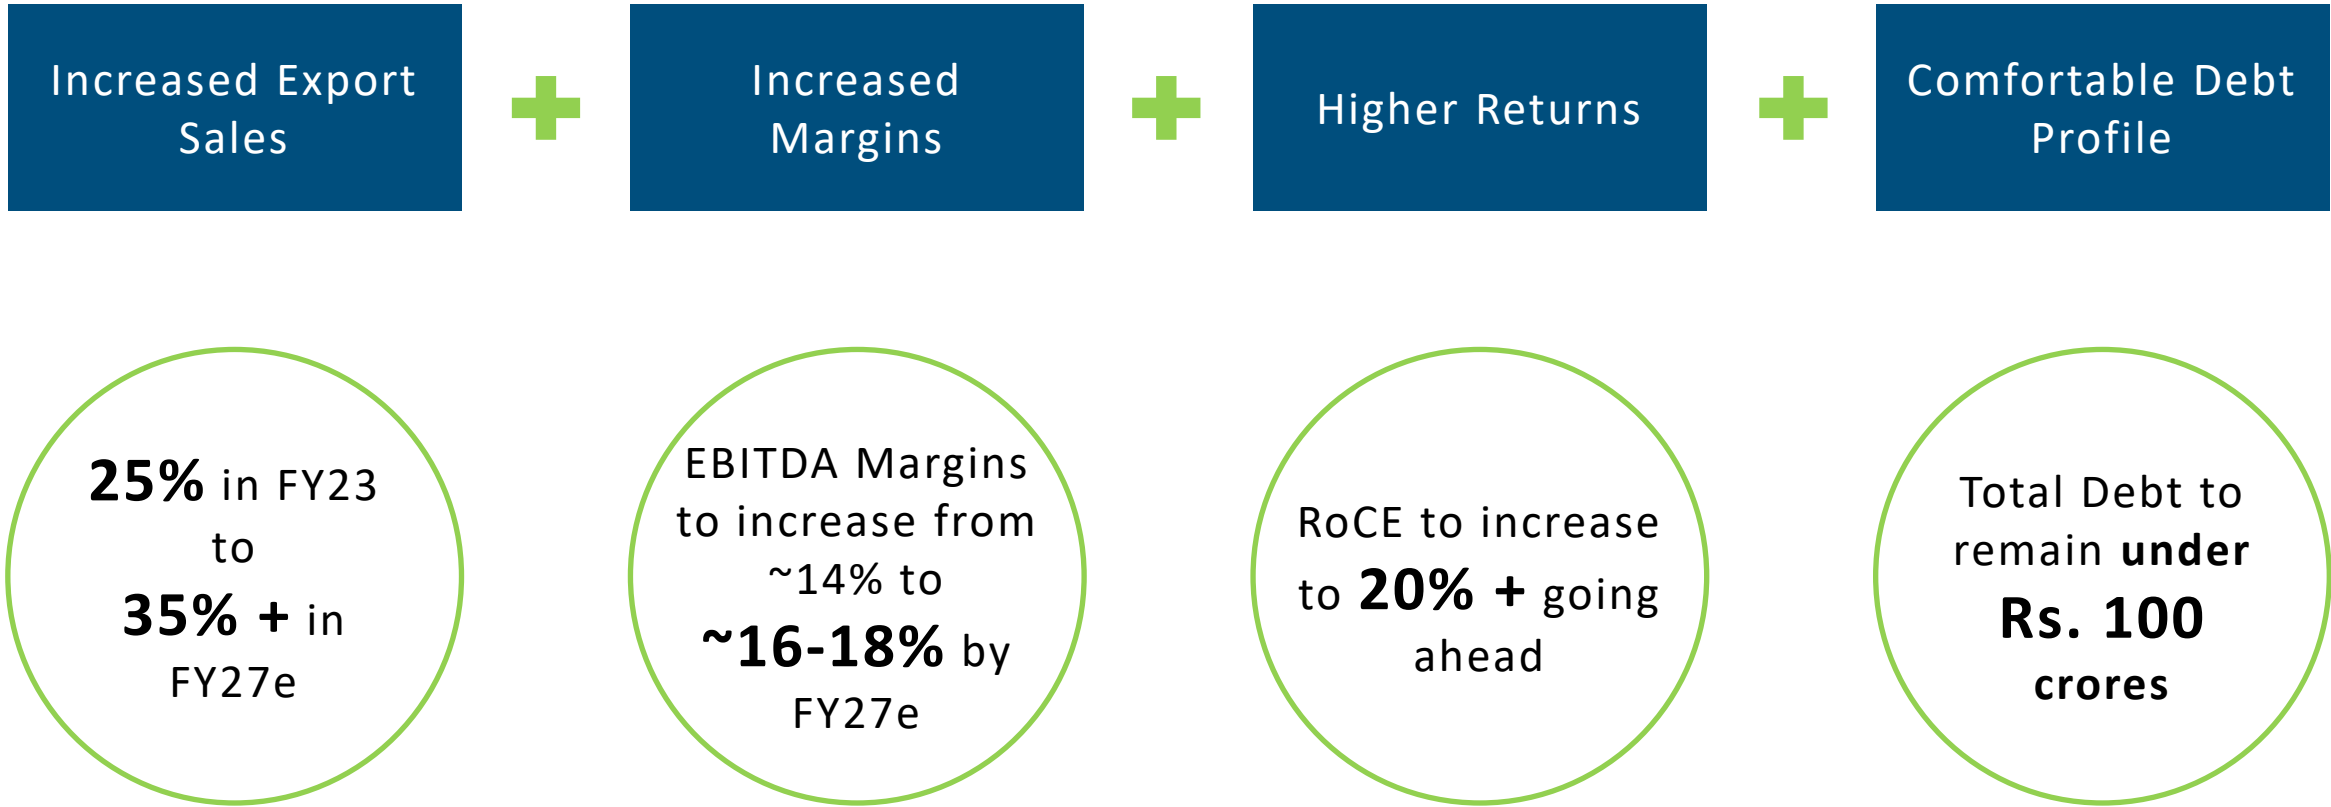 Increased Export
Sales
Increased
Margins
Higher Returns
Comfortable Debt
Profile
25% in FY23
to
35% + in
FY27e
EBITDA Margins
to increase from
~14% to
~16-18% by
FY27e
RoCE to increase
to 20% + going
ahead
Total Debt to
remain under
Rs. 100
crores